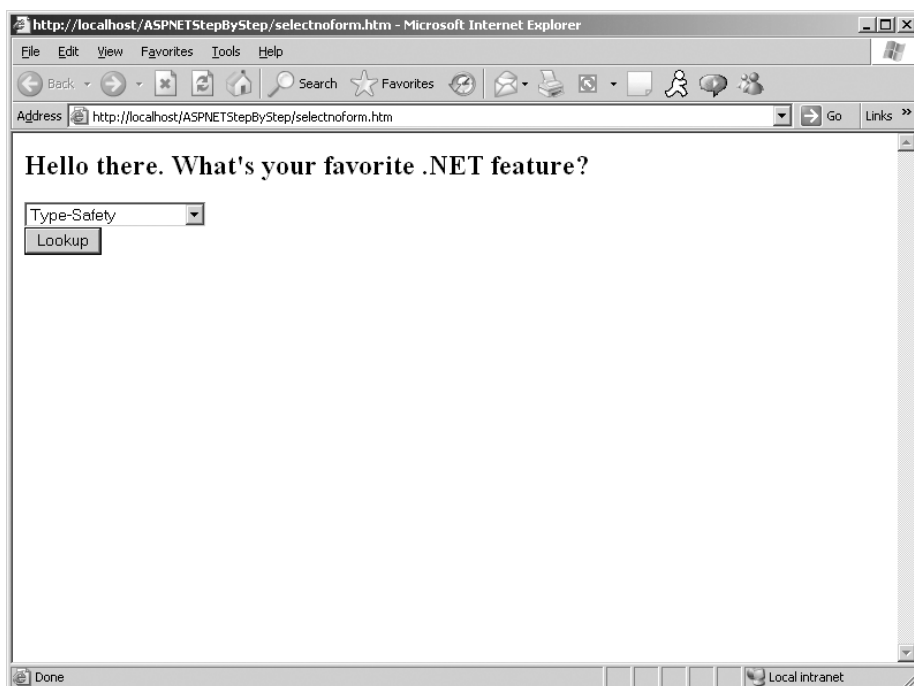 http://localhost/ASPNETStepByStep/selectnoform.htm - Microsoft Internet Explorer
File Edit View Favorites Tools Help
Back Search Favorites
Address http://localhost/ASPNETStepByStep/selectnoform.htm Go Links »
Hello there. What's your favorite .NET feature?
Type-Safety
Lookup
Done Local intranet